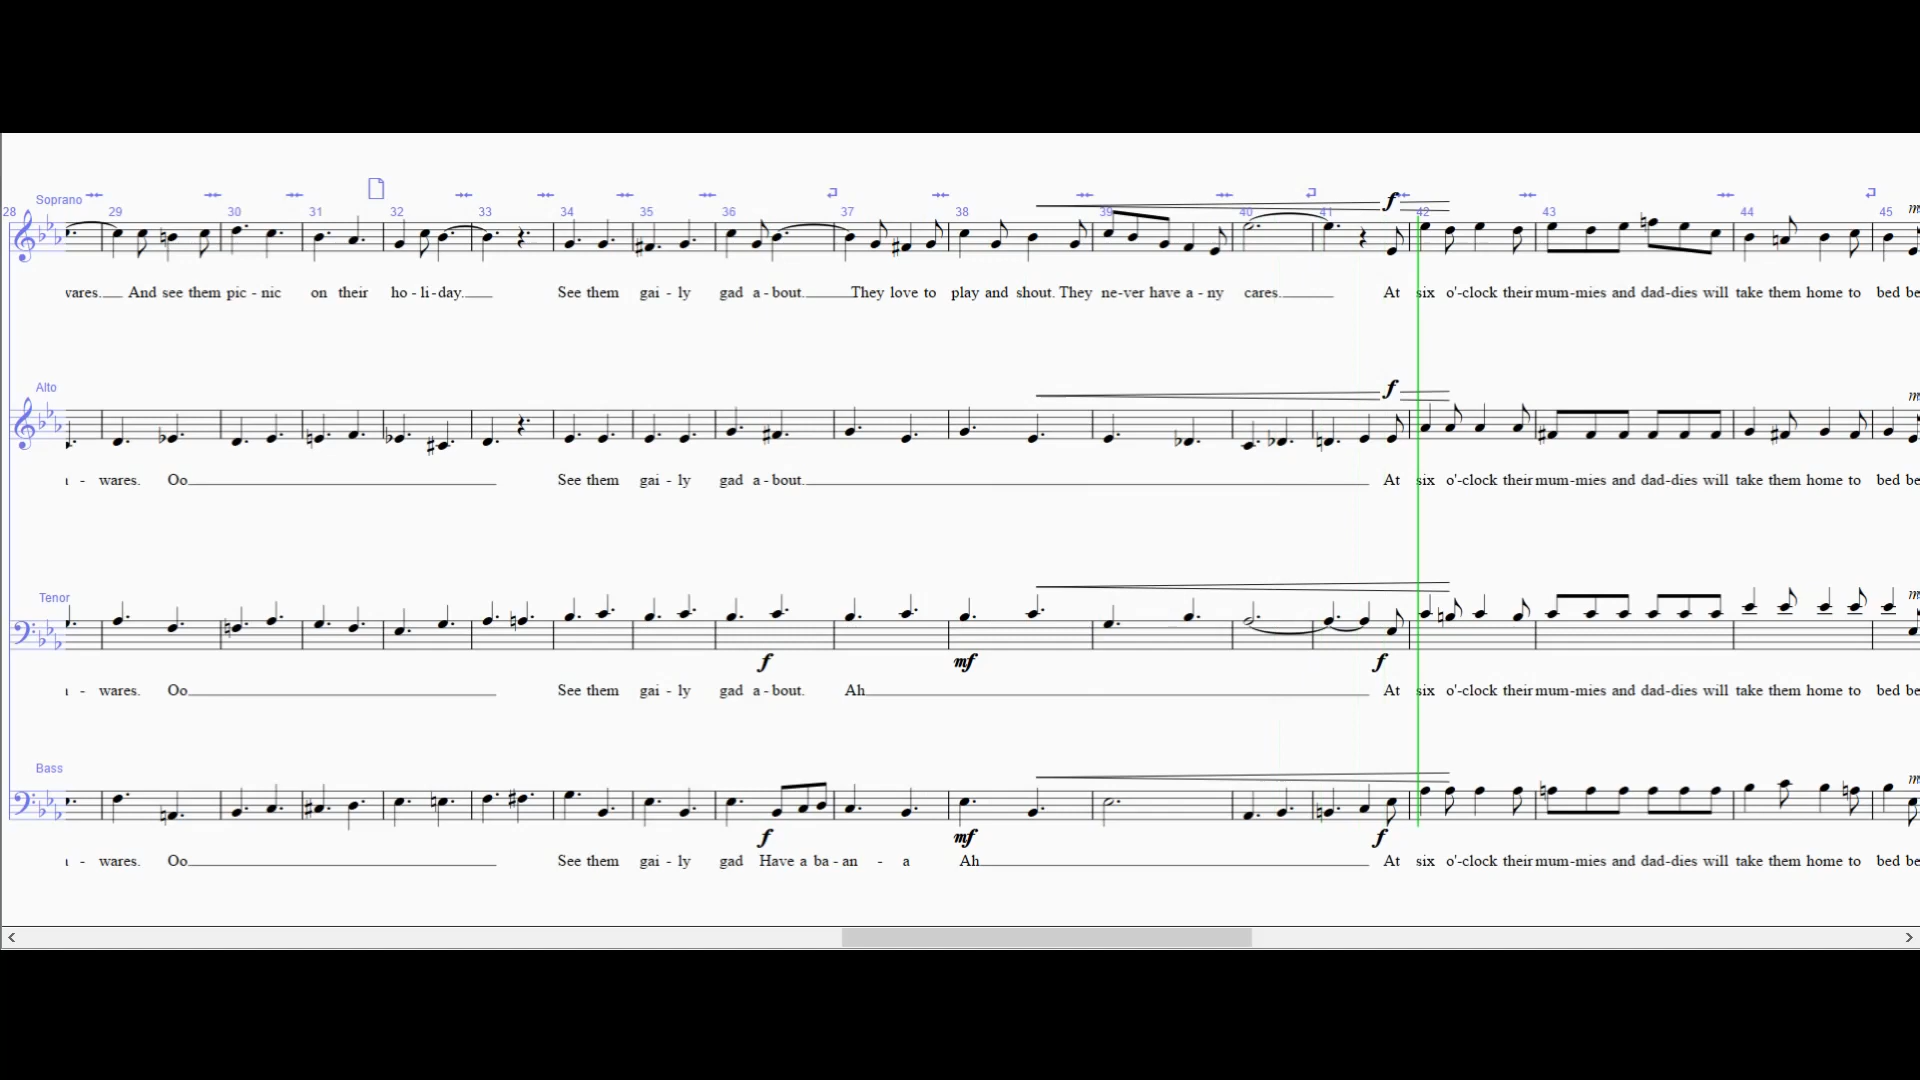 Soprano
28 29 30 31 32 33 34 35 36 37 38 39 40 41 42 43 44 45
f
vares. And see them pic - nic on their ho - li - day. See them gai - ly gad a - bout. They love to play and shout. They ne-ver have a - ny cares. At six o'-clock their mum-mies and dad-dies will take them home to bed be
Alto
f
- wares. Oo See them gai - ly gad a - bout. At six o'-clock their mum-mies and dad-dies will take them home to bed be
Tenor
f mf f
- wares. Oo See them gai - ly gad a - bout. Ah At six o'-clock their mum-mies and dad-dies will take them home to bed be
Bass
f mf f
- wares. Oo See them gai - ly gad Have a ba - an - a Ah At six o'-clock their mum-mies and dad-dies will take them home to bed be